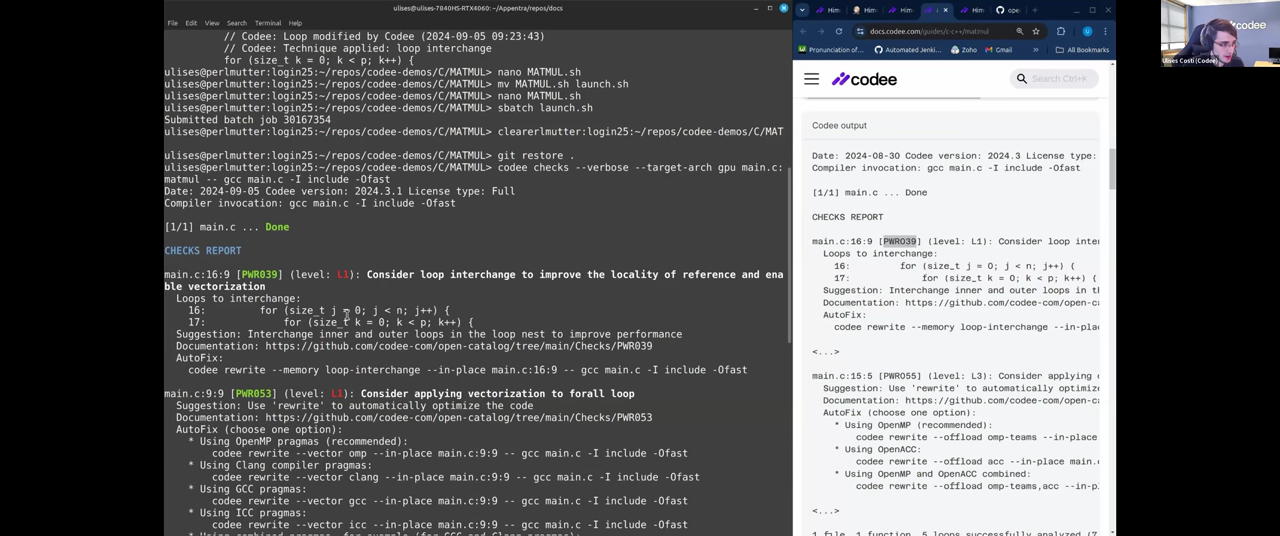 ulises@ulises-7840HS-RTX4060: ~/Appentra/repos/docs
File Edit View Search Terminal Help
// Codee: Loop modified by Codee (2024-09-05 09:23:43)
// Codee: Technique applied: loop interchange
for (size_t k = 0; k < p; k++) {
ulises@perlmutter:login25:~/repos/codee-demos/C/MATMUL> nano MATMUL.sh
ulises@perlmutter:login25:~/repos/codee-demos/C/MATMUL> mv MATMUL.sh launch.sh
ulises@perlmutter:login25:~/repos/codee-demos/C/MATMUL> nano MATMUL.sh
ulises@perlmutter:login25:~/repos/codee-demos/C/MATMUL> sbatch launch.sh
Submitted batch job 30167354
ulises@perlmutter:login25:~/repos/codee-demos/C/MATMUL> clearerlmutter:login25:~/repos/codee-demos/C/MAT
ulises@perlmutter:login25:~/repos/codee-demos/C/MATMUL> git restore .
ulises@perlmutter:login25:~/repos/codee-demos/C/MATMUL> codee checks --verbose --target-arch gpu main.c:
matmul -- gcc main.c -I include -Ofast
Date: 2024-09-05 Codee version: 2024.3.1 License type: Full
Compiler invocation: gcc main.c -I include -Ofast
[1/1] main.c ... Done
CHECKS REPORT
main.c:16:9 [PWR039] (level: L1): Consider loop interchange to improve the locality of reference and ena
ble vectorization
Loops to interchange:
16: for (size_t j = 0; j < n; j++) {
17: for (size_t k = 0; k < p; k++) {
Suggestion: Interchange inner and outer loops in the loop nest to improve performance
Documentation: https://github.com/codee-com/open-catalog/tree/main/Checks/PWR039
AutoFix:
codee rewrite --memory loop-interchange --in-place main.c:16:9 -- gcc main.c -I include -Ofast
main.c:9:9 [PWR053] (level: L1): Consider applying vectorization to forall loop
Suggestion: Use 'rewrite' to automatically optimize the code
Documentation: https://github.com/codee-com/open-catalog/tree/main/Checks/PWR053
AutoFix (choose one option):
* Using OpenMP pragmas (recommended):
codee rewrite --vector omp --in-place main.c:9:9 -- gcc main.c -I include -Ofast
* Using Clang compiler pragmas:
codee rewrite --vector clang --in-place main.c:9:9 -- gcc main.c -I include -Ofast
* Using GCC pragmas:
codee rewrite --vector gcc --in-place main.c:9:9 -- gcc main.c -I include -Ofast
* Using ICC pragmas:
codee rewrite --vector icc --in-place main.c:9:9 -- gcc main.c -I include -Ofast
Him Him Him Him ope
docs.codee.com/guides/c-c++/matmul
Pronunciation of... Automated Jenki... Zoho Gmail All Bookmarks
codee Search Ctrl+K
Codee output
Date: 2024-08-30 Codee version: 2024.3 License type:
Compiler invocation: gcc main.c -I include -Ofast
[1/1] main.c ... Done
CHECKS REPORT
main.c:16:9 [PWR039] (level: L1): Consider loop inter
Loops to interchange:
16: for (size_t j = 0; j < n; j++) {
17: for (size_t k = 0; k < p; k++) {
Suggestion: Interchange inner and outer loops in th
Documentation: https://github.com/codee-com/open-ca
AutoFix:
codee rewrite --memory loop-interchange --in-plac
<...>
main.c:15:5 [PWR055] (level: L3): Consider applying
Suggestion: Use 'rewrite' to automatically optimize
Documentation: https://github.com/codee-com/open-ca
AutoFix (choose one option):
* Using OpenMP (recommended):
codee rewrite --offload omp-teams --in-place
* Using OpenACC:
codee rewrite --offload acc --in-place main.c
* Using OpenMP and OpenACC combined:
codee rewrite --offload omp-teams,acc --in-pl
<...>
1 file, 1 function, 5 loops successfully analyzed (7
codee
Ulises Costi (Codee)